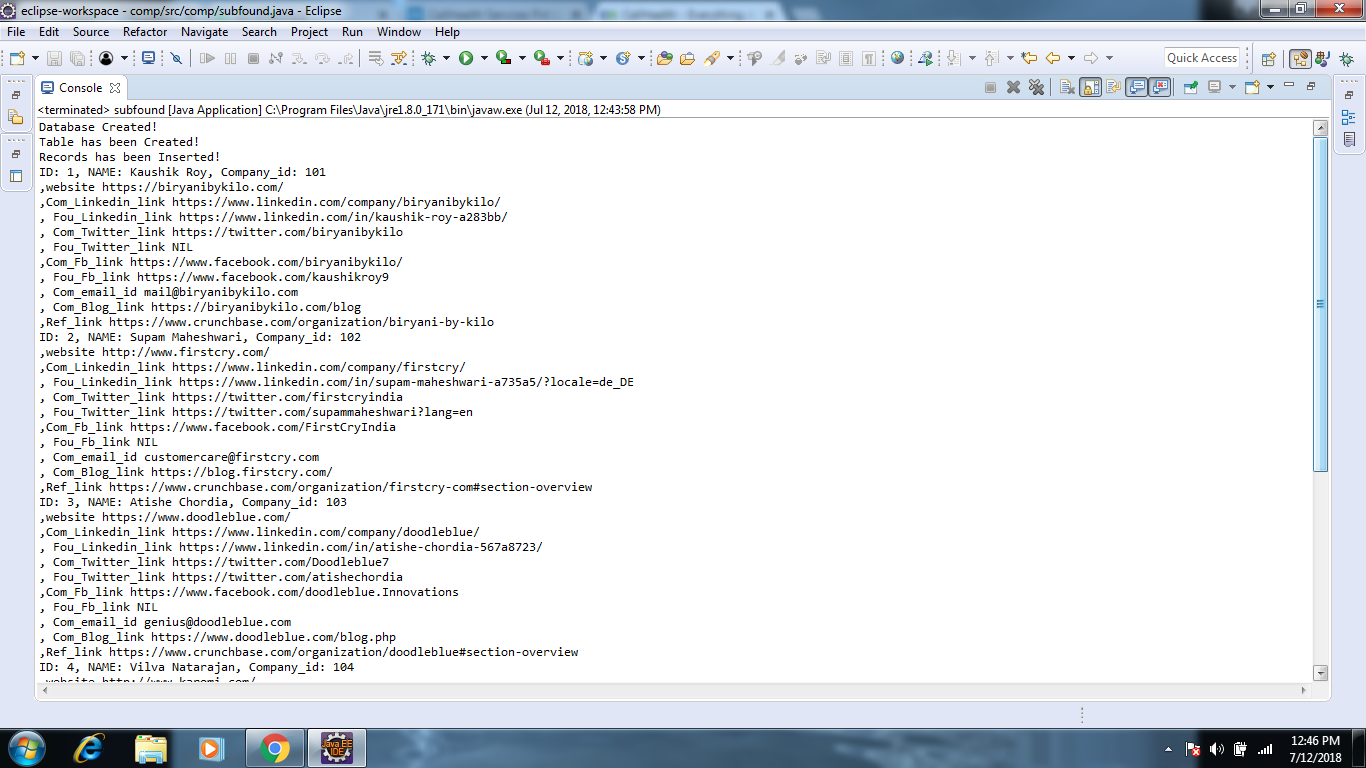 eclipse-workspace - comp/src/comp/subfound.java - Eclipse
File Edit Source Refactor Navigate Search Project Run Window Help
Quick Access
Console
<terminated> subfound [Java Application] C:\Program Files\Java\jre1.8.0_171\bin\javaw.exe (Jul 12, 2018, 12:43:58 PM)
Database Created!
Table has been Created!
Records has been Inserted!
ID: 1, NAME: Kaushik Roy, Company_id: 101
,website https://biryanibykilo.com/
,Com_Linkedin_link https://www.linkedin.com/company/biryanibykilo/
, Fou_Linkedin_link https://www.linkedin.com/in/kaushik-roy-a283bb/
, Com_Twitter_link https://twitter.com/biryanibykilo
, Fou_Twitter_link NIL
,Com_Fb_link https://www.facebook.com/biryanibykilo/
, Fou_Fb_link https://www.facebook.com/kaushikroy9
, Com_email_id mail@biryanibykilo.com
, Com_Blog_link https://biryanibykilo.com/blog
,Ref_link https://www.crunchbase.com/organization/biryani-by-kilo
ID: 2, NAME: Supam Maheshwari, Company_id: 102
,website http://www.firstcry.com/
,Com_Linkedin_link https://www.linkedin.com/company/firstcry/
, Fou_Linkedin_link https://www.linkedin.com/in/supam-maheshwari-a735a5/?locale=de_DE
, Com_Twitter_link https://twitter.com/firstcryindia
, Fou_Twitter_link https://twitter.com/supammaheshwari?lang=en
,Com_Fb_link https://www.facebook.com/FirstCryIndia
, Fou_Fb_link NIL
, Com_email_id customercare@firstcry.com
, Com_Blog_link https://blog.firstcry.com/
,Ref_link https://www.crunchbase.com/organization/firstcry-com#section-overview
ID: 3, NAME: Atishe Chordia, Company_id: 103
,website https://www.doodleblue.com/
,Com_Linkedin_link https://www.linkedin.com/company/doodleblue/
, Fou_Linkedin_link https://www.linkedin.com/in/atishe-chordia-567a8723/
, Com_Twitter_link https://twitter.com/Doodleblue7
, Fou_Twitter_link https://twitter.com/atishechordia
,Com_Fb_link https://www.facebook.com/doodleblue.Innovations
, Fou_Fb_link NIL
, Com_email_id genius@doodleblue.com
, Com_Blog_link https://www.doodleblue.com/blog.php
,Ref_link https://www.crunchbase.com/organization/doodleblue#section-overview
ID: 4, NAME: Vilva Natarajan, Company_id: 104
Java EE
IDE
12:46 PM
7/12/2018